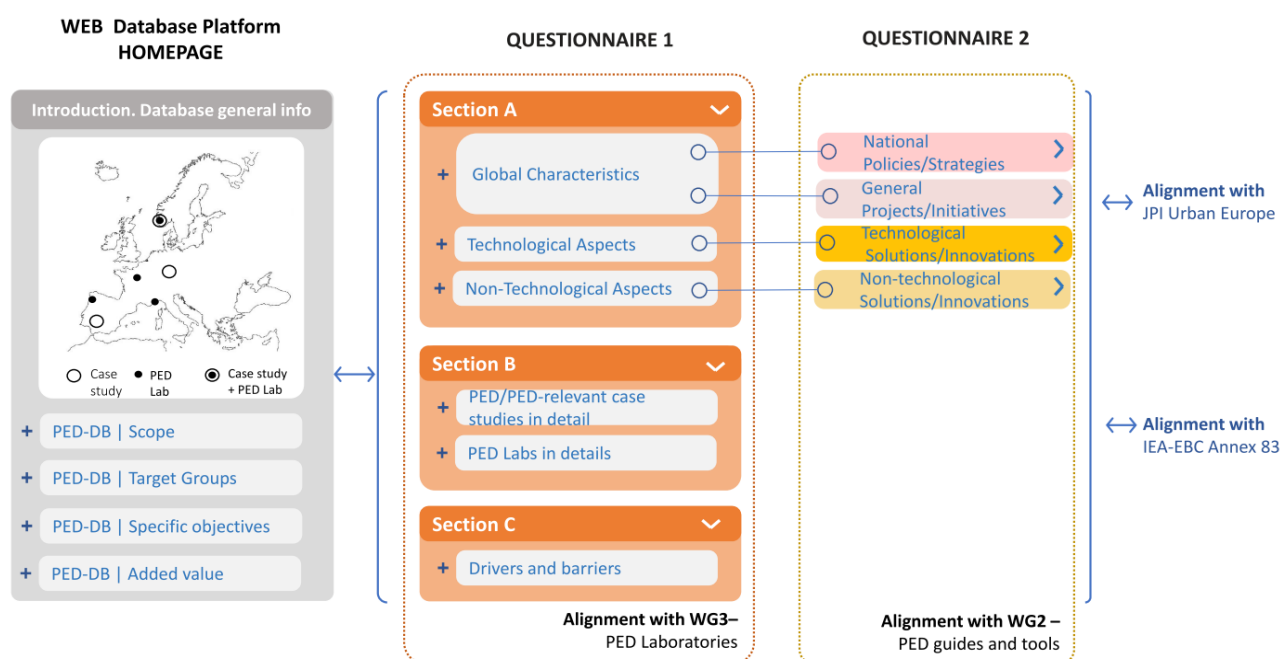 WEB Database Platform
HOMEPAGE
Introduction. Database general info
Case
study
PED
Lab
Case study
+ PED Lab
+ PED-DB | Scope
+ PED-DB | Target Groups
+ PED-DB | Specific objectives
+ PED-DB | Added value
QUESTIONNAIRE 1
Section A
+ Global Characteristics
+ Technological Aspects
+ Non-Technological Aspects
Section B
+ PED/PED-relevant case
studies in detail
+ PED Labs in details
Section C
+ Drivers and barriers
Alignment with WG3–
PED Laboratories
QUESTIONNAIRE 2
National
Policies/Strategies
General
Projects/Initiatives
Technological
Solutions/Innovations
Non-technological
Solutions/Innovations
Alignment with WG2 –
PED guides and tools
Alignment with
JPI Urban Europe
Alignment with
IEA-EBC Annex 83